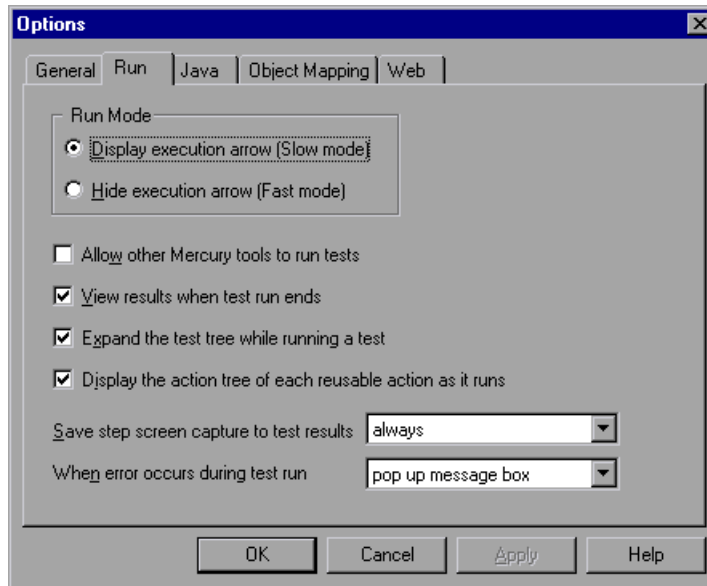 Options
General Run Java Object Mapping Web
Run Mode
Display execution arrow (Slow mode)
Hide execution arrow (Fast mode)
Allow other Mercury tools to run tests
View results when test run ends
Expand the test tree while running a test
Display the action tree of each reusable action as it runs
Save step screen capture to test results always
When error occurs during test run pop up message box
OK Cancel Apply Help